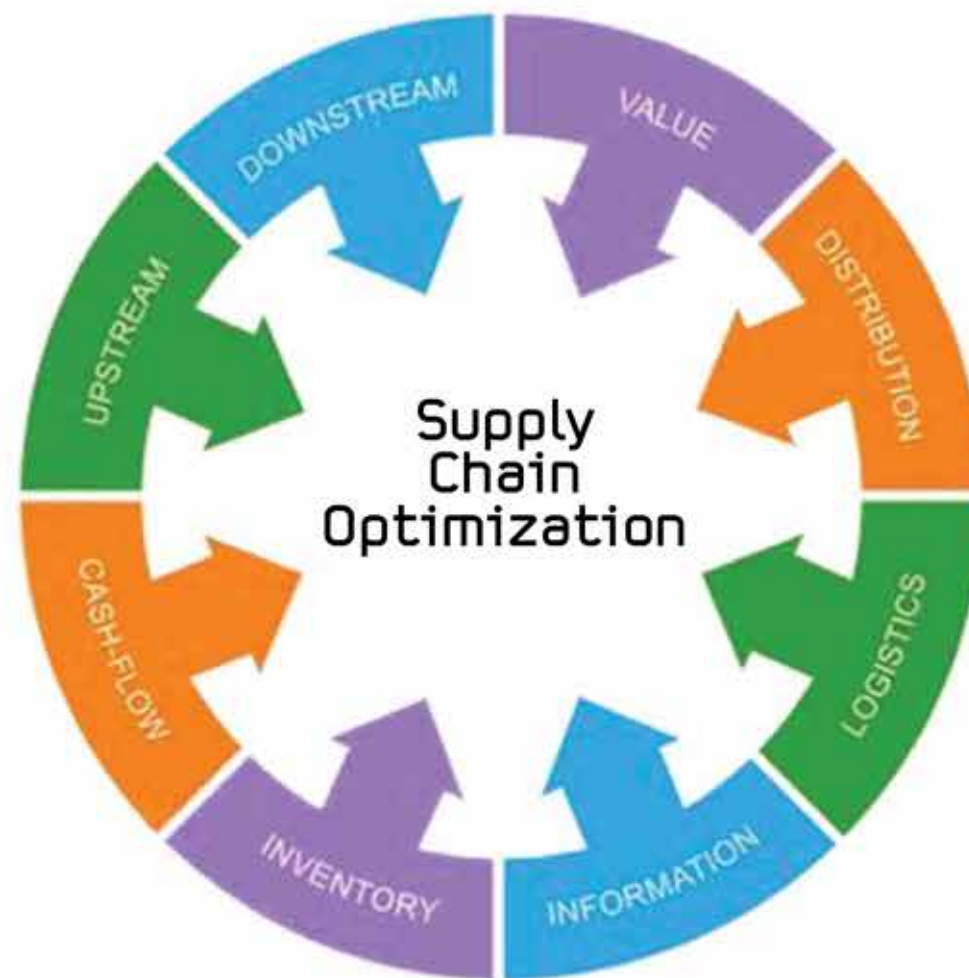 DOWNSTREAM
VALUE
DISTRIBUTION
UPSTREAM
Supply
Chain
Optimization
CASH-FLOW
LOGISTICS
INVENTORY
INFORMATION